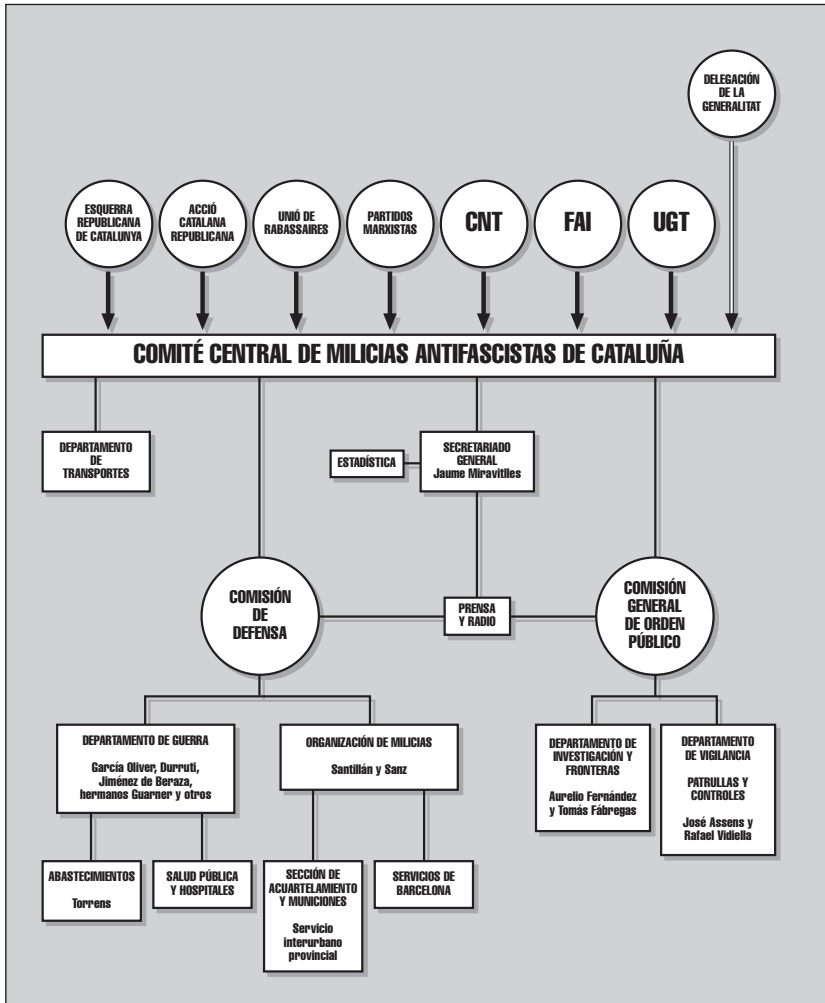 DELEGACIÓN
DE LA
GENERALITAT
ESQUERRA
REPUBLICANA
DE CATALUNYA
ACCIÓ
CATALANA
REPUBLICANA
UNIÓ DE
RABASSAIRES
PARTIDOS
MARXISTAS
CNT
FAI
UGT
COMITÉ CENTRAL DE MILICIAS ANTIFASCISTAS DE CATALUÑA
DEPARTAMENTO
DE
TRANSPORTES
ESTADÍSTICA
SECRETARIADO
GENERAL
Jaume Miravitlles
COMISIÓN
DE
DEFENSA
PRENSA
Y RADIO
COMISIÓN
GENERAL
DE ORDEN
PÚBLICO
DEPARTAMENTO DE GUERRA
García Oliver, Durruti,
Jiménez de Beraza,
hermanos Guarner y otros
ORGANIZACIÓN DE MILICIAS
Santillán y Sanz
DEPARTAMENTO DE
INVESTIGACIÓN Y
FRONTERAS
Aurelio Fernández
y Tomás Fábregas
DEPARTAMENTO
DE VIGILANCIA
PATRULLAS Y
CONTROLES
José Assens y
Rafael Vidiella
ABASTECIMIENTOS
Torrens
SALUD PÚBLICA
Y HOSPITALES
SECCIÓN DE
ACUARTELAMIENTO
Y MUNICIONES
Servicio
interurbano
provincial
SERVICIOS DE
BARCELONA